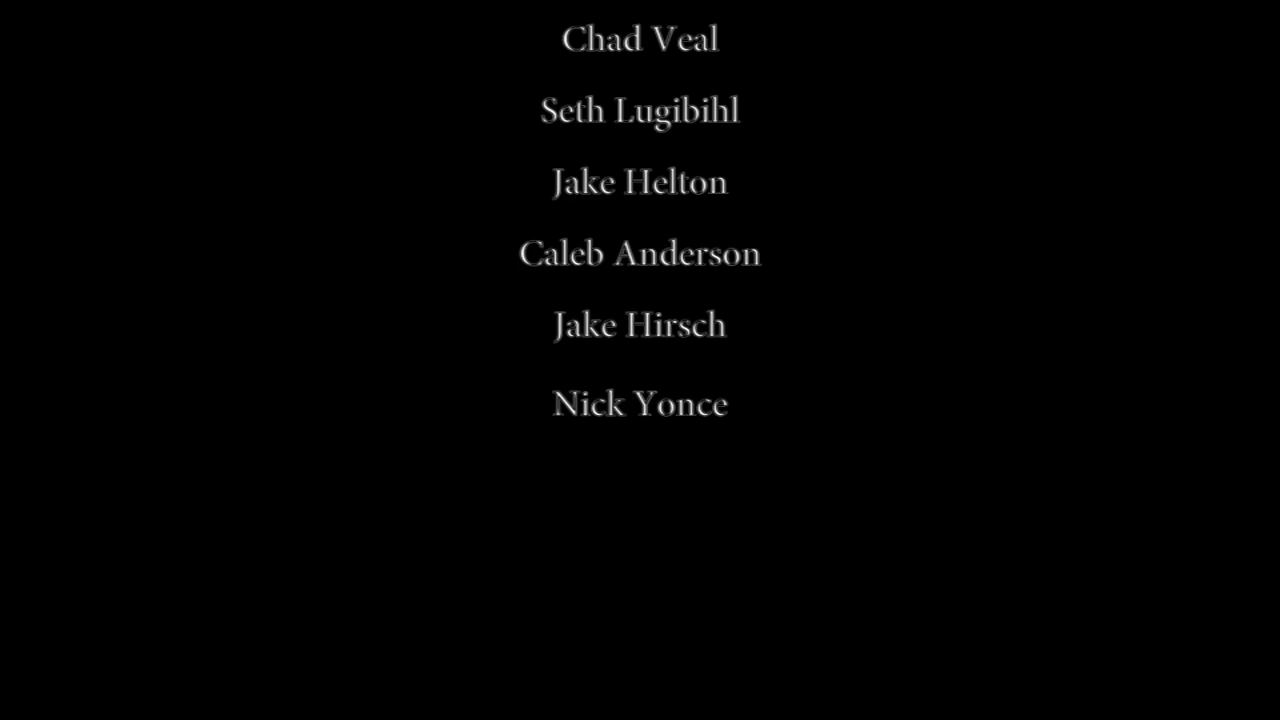 Chad Veal
Seth Lugibihl
Jake Helton
Caleb Anderson
Jake Hirsch
Nick Yonce